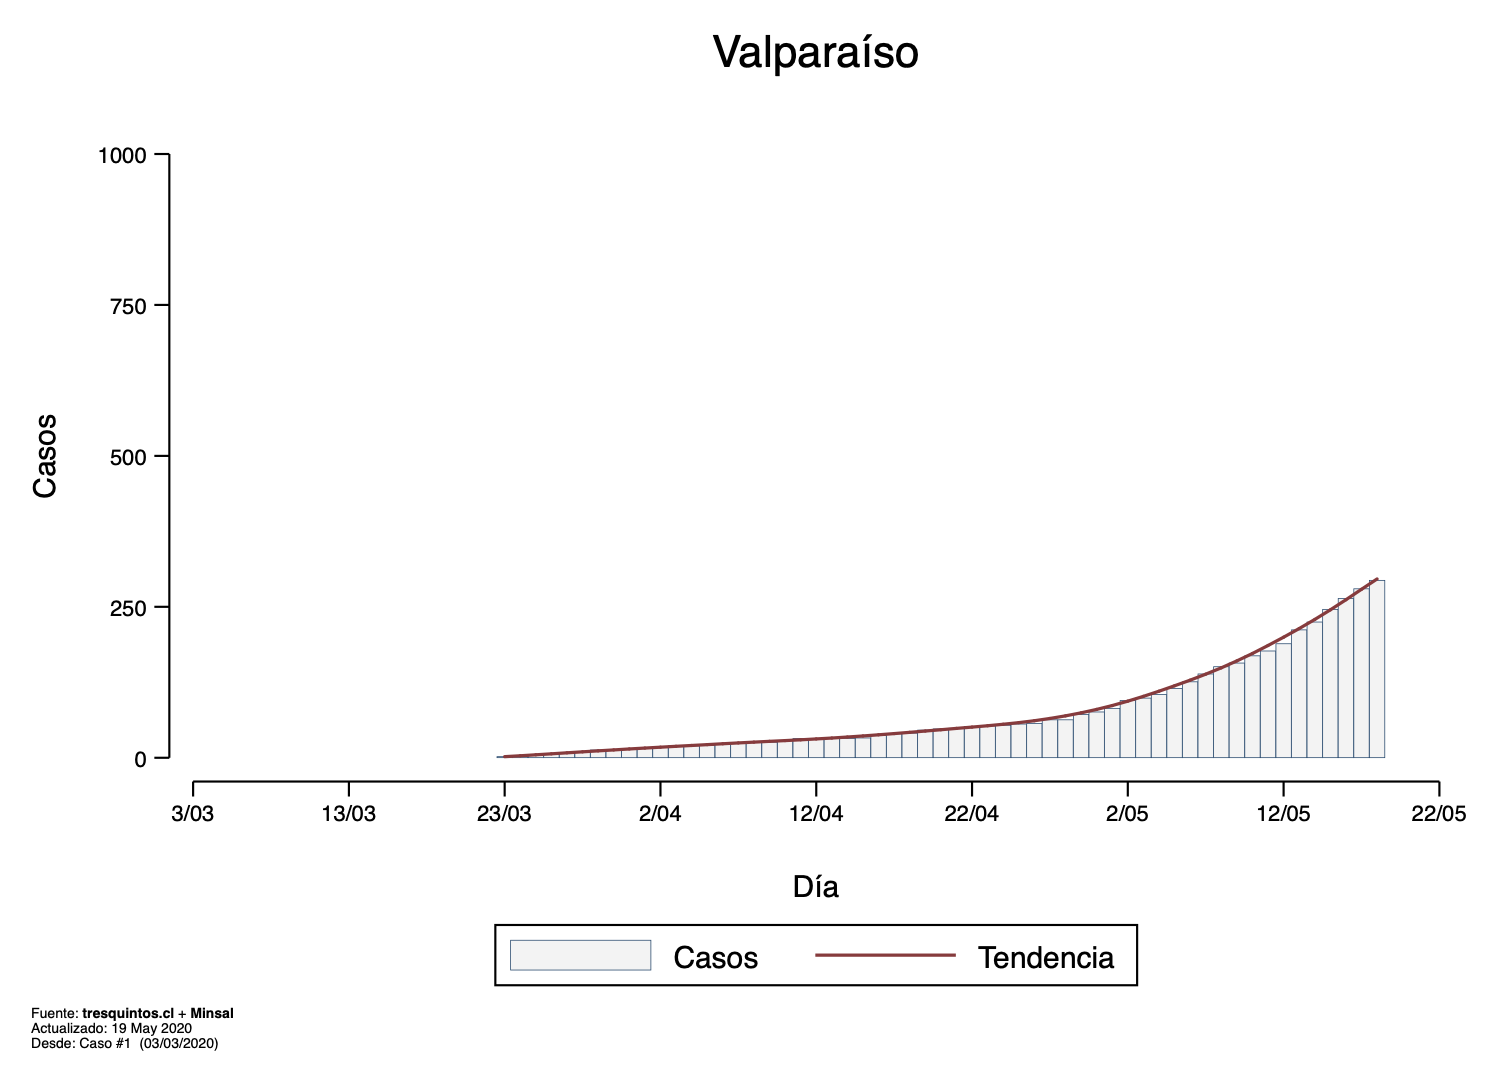 Valparaíso
1000
750
500
250
0
Casos
3/03 13/03 23/03 2/04 12/04 22/04 2/05 12/05 22/05
Día
Casos Tendencia
Fuente: tresquintos.cl + Minsal
Actualizado: 19 May 2020
Desde: Caso #1 (03/03/2020)